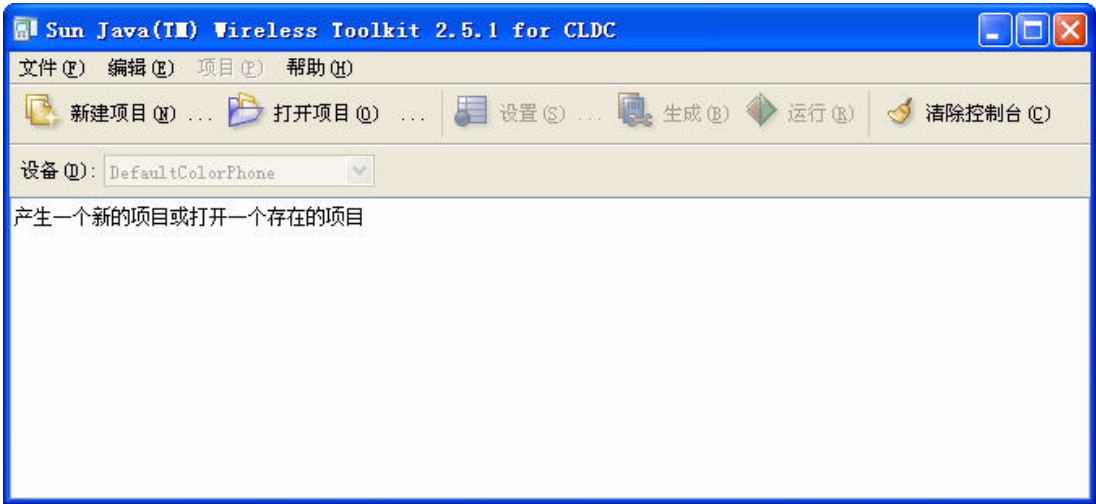 Sun Java(TM) Wireless Toolkit 2.5.1 for CLDC
文件(F) 编辑(E) 项目(P) 帮助(H)
新建项目(N) ... 打开项目(O) ... 设置(S) ... 生成(B) 运行(R) 清除控制台(C)
设备(D): DefaultColorPhone
产生一个新的项目或打开一个存在的项目